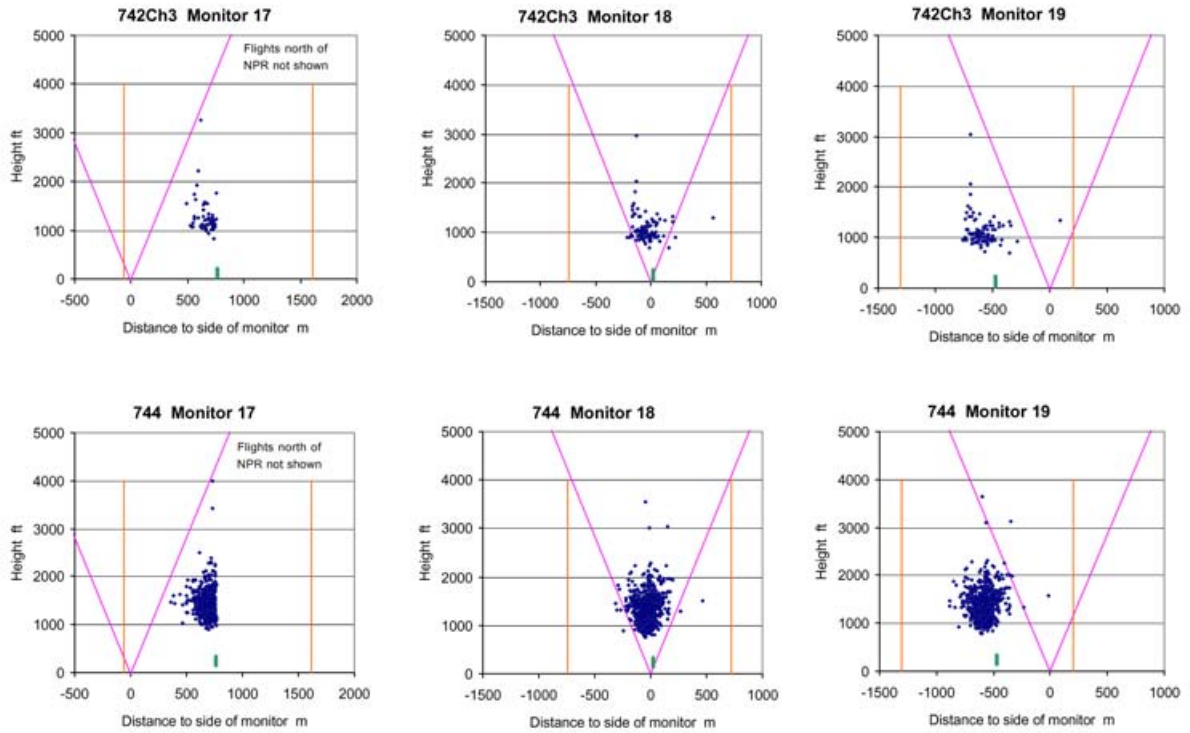 742Ch3 Monitor 17
5000
4000
3000
2000
1000
0
Height ft
Flights north of
NPR not shown
-500 0 500 1000 1500 2000
Distance to side of monitor m
742Ch3 Monitor 18
5000
4000
3000
2000
1000
0
Height ft
-1500 -1000 -500 0 500 1000
Distance to side of monitor m
742Ch3 Monitor 19
5000
4000
3000
2000
1000
0
Height ft
-1500 -1000 -500 0 500 1000
Distance to side of monitor m
744 Monitor 17
5000
4000
3000
2000
1000
0
Height ft
Flights north of
NPR not shown
-500 0 500 1000 1500 2000
Distance to side of monitor m
744 Monitor 18
5000
4000
3000
2000
1000
0
Height ft
-1500 -1000 -500 0 500 1000
Distance to side of monitor m
744 Monitor 19
5000
4000
3000
2000
1000
0
Height ft
-1500 -1000 -500 0 500 1000
Distance to side of monitor m